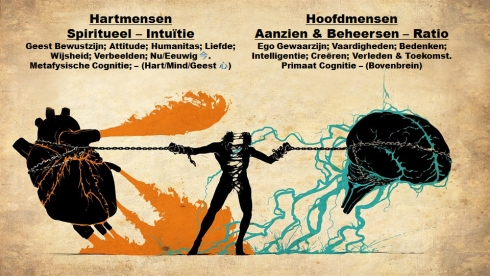 Hartmensen
Spiritueel – Intuïtie
Geest Bewustzijn; Attitude; Humanitas; Liefde;
Wijsheid; Verbeelden; Nu/Eeuwig
Metafysische Cognitie; – (Hart/Mind/Geest)
Hoofdmensen
Aanzien & Beheersen – Ratio
Ego Gewaarzijn; Vaardigheden; Bedenken;
Intelligentie; Creëren; Verleden & Toekomst.
Primaat Cognitie – (Bovenbrein)